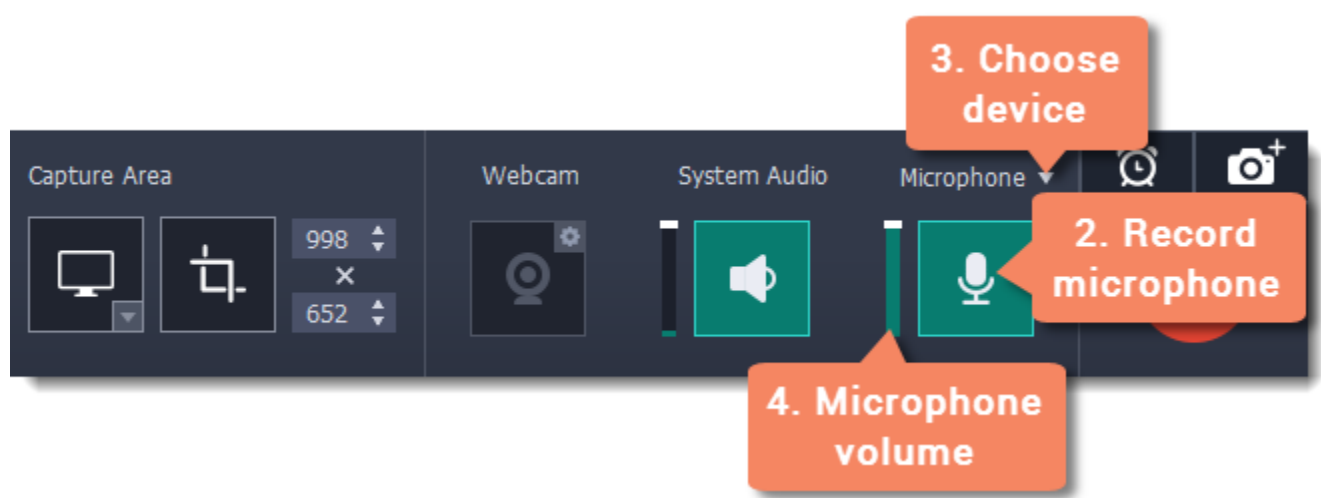 3. Choose
device
Capture Area
Webcam
System Audio
Microphone
998
×
652
2. Record
microphone
4. Microphone
volume